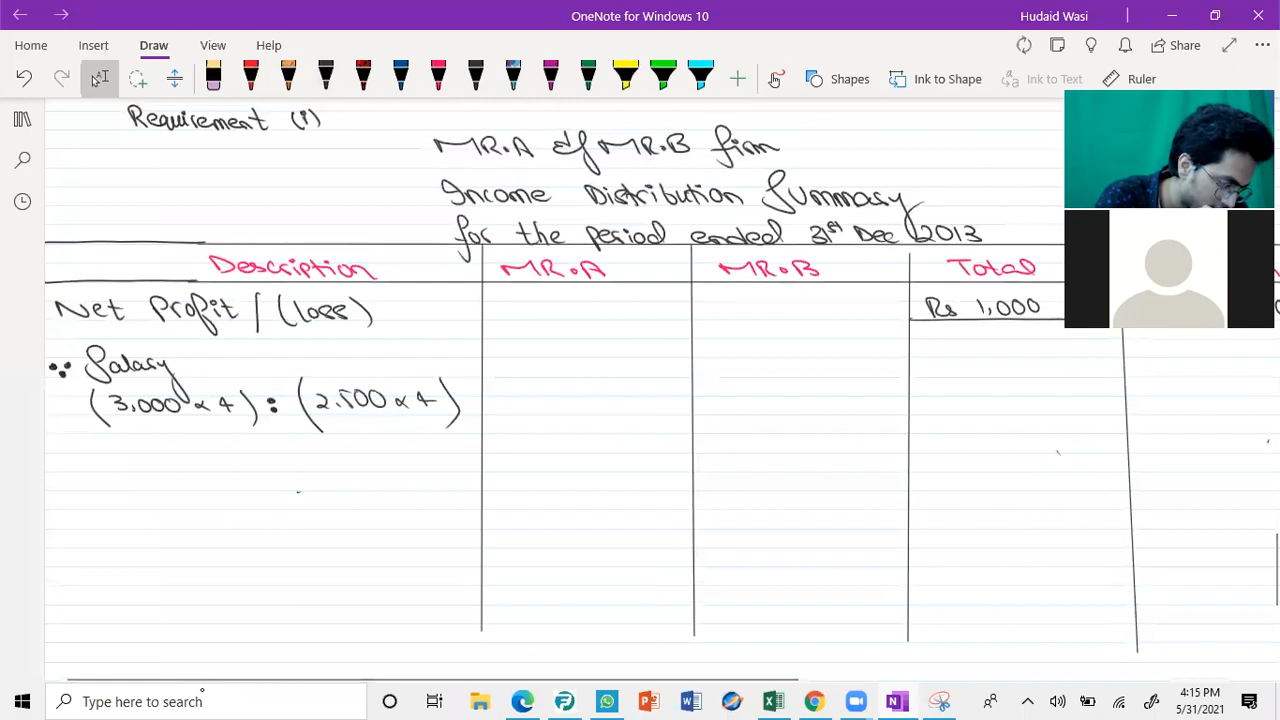 OneNote for Windows 10
Hudaid Wasi
Home Insert Draw View Help
Share
Shapes Ink to Shape Ink to Text Ruler
Requirement (i)
MR.A & MR.B firm
Income Distribution Summary
for the period ended 31st Dec 2013
Description MR.A MR.B Total
Net Profit / (loss) Rs 1,000
Salary
(3,000 x 4) : (2,500 x 4)
Type here to search
4:15 PM
5/31/2021